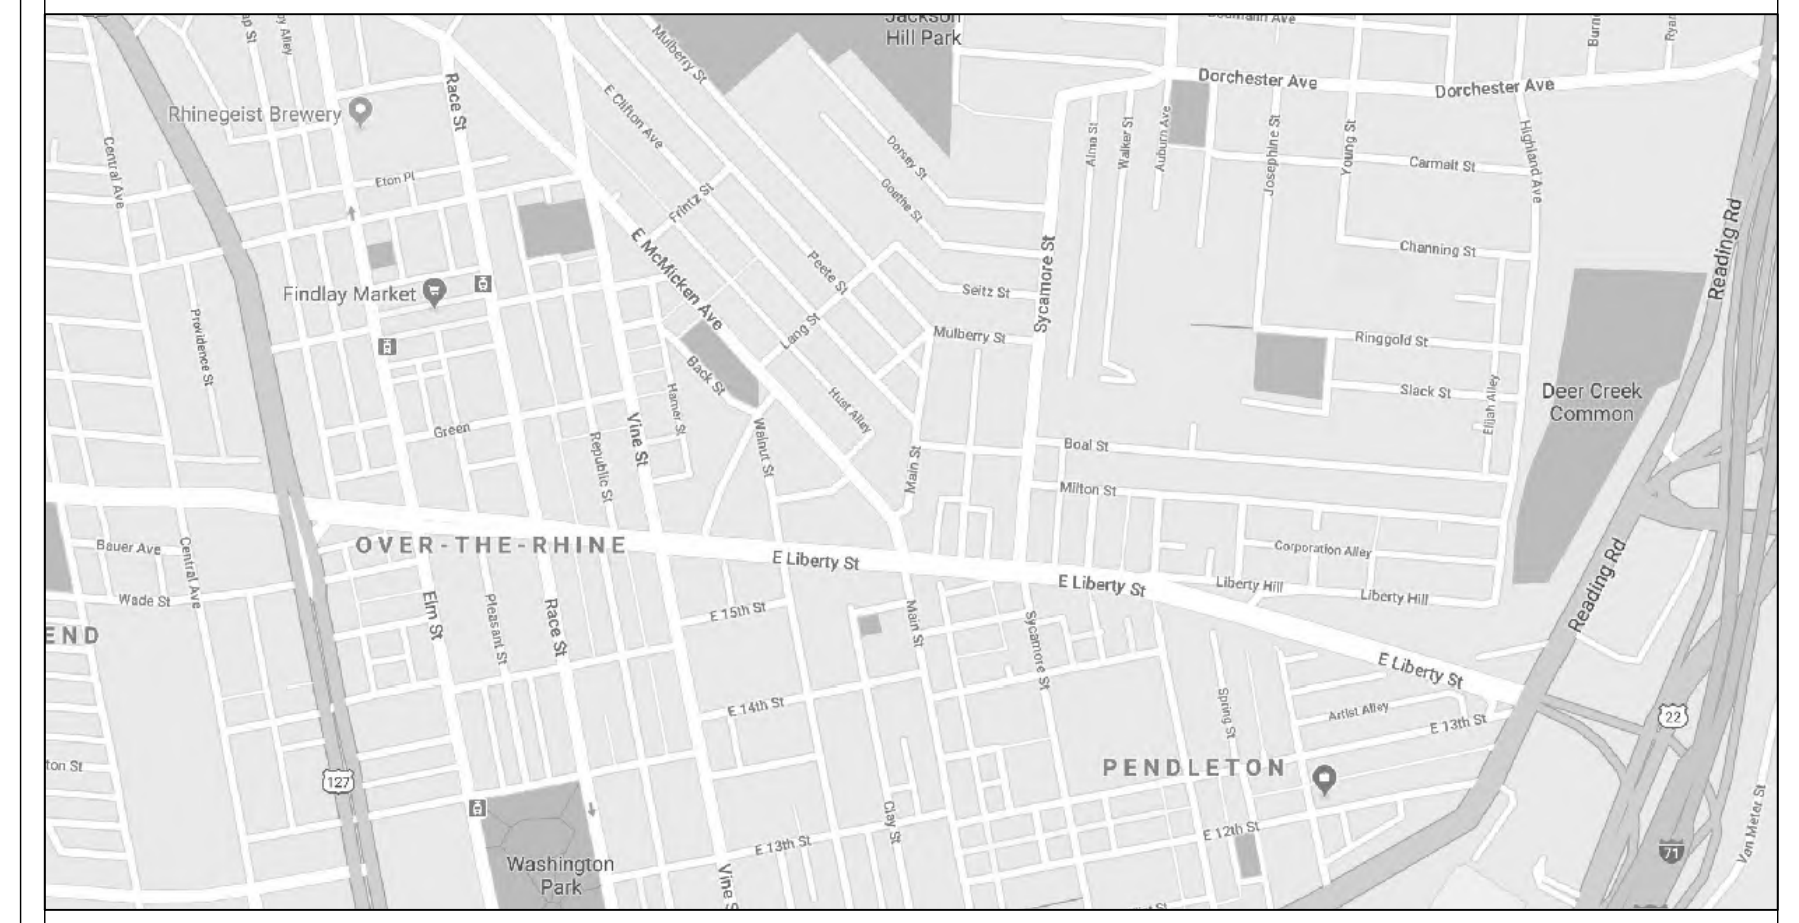 Jackson
Hill Park
Mulberry St
Race St
Rhinegeist Brewery
E Clifton Ave
Dorchester Ave
Dorchester Ave
Central Ave
Eton Pl
Frintz St
Dorsey St
Goethe St
Alma St
Walker St
Auburn Ave
Josephine St
Young St
Carmalt St
Highland Ave
Reading Rd
Channing St
E McMicken Ave
Peete St
Seitz St
Sycamore St
Findlay Market
Providence St
Lang St
Mulberry St
Ringgold St
Back St
Hust Alley
Slack St
Elijah Alley
Deer Creek
Common
Green
Republic St
Vine St
Hamer St
Walnut St
Main St
Boal St
Milton St
OVER-THE-RHINE
E Liberty St
E Liberty St
Corporation Alley
Liberty Hill
Liberty Hill
Reading Rd
Bauer Ave
Central Ave
Wade St
END
Elm St
Pleasant St
Race St
E 15th St
Main St
Sycamore St
E Liberty St
E 14th St
Spring St
Artist Alley
E 13th St
22
PENDLETON
ton St
127
Clay St
E 13th St
E 12th St
Washington
Park
Vine S
71
Van Meter St